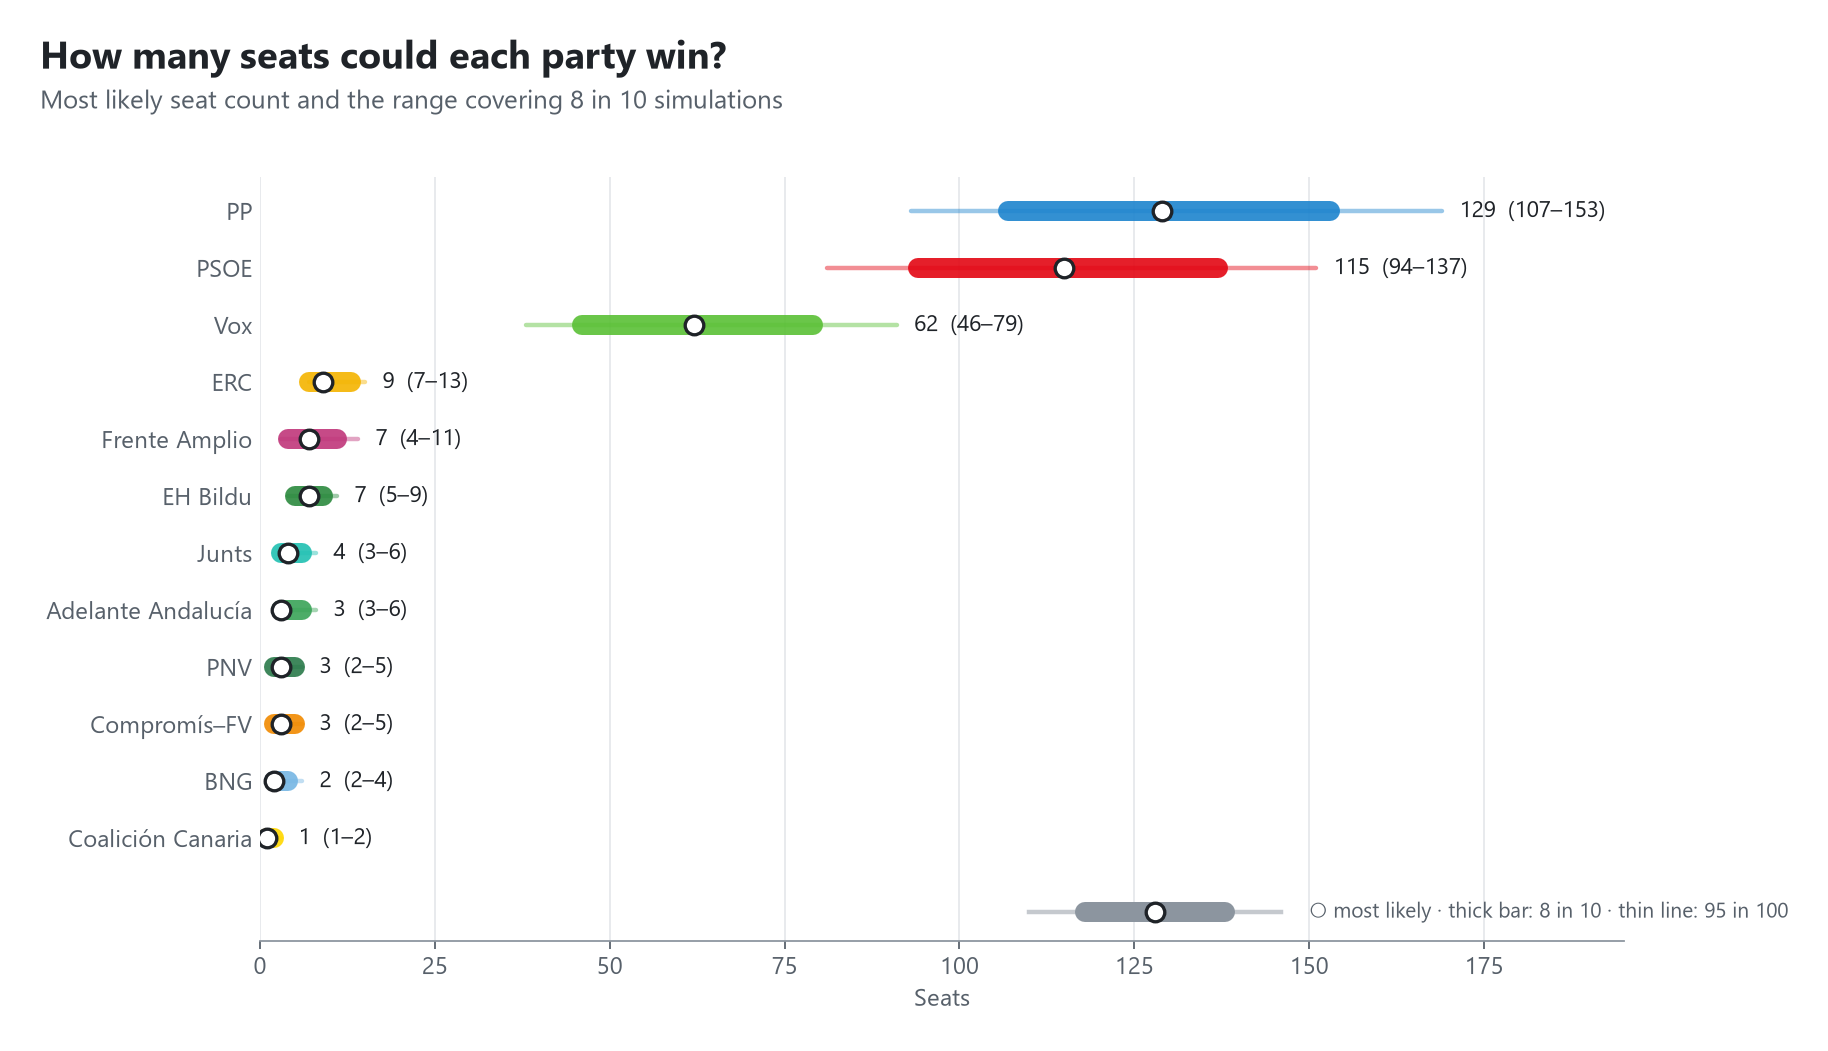 How many seats could each party win?
Most likely seat count and the range covering 8 in 10 simulations
PP 129 (107–153)
PSOE 115 (94–137)
Vox 62 (46–79)
ERC 9 (7–13)
Frente Amplio 7 (4–11)
EH Bildu 7 (5–9)
Junts 4 (3–6)
Adelante Andalucía 3 (3–6)
PNV 3 (2–5)
Compromís–FV 3 (2–5)
BNG 2 (2–4)
Coalición Canaria 1 (1–2)
most likely · thick bar: 8 in 10 · thin line: 95 in 100
0 25 50 75 100 125 150 175
Seats